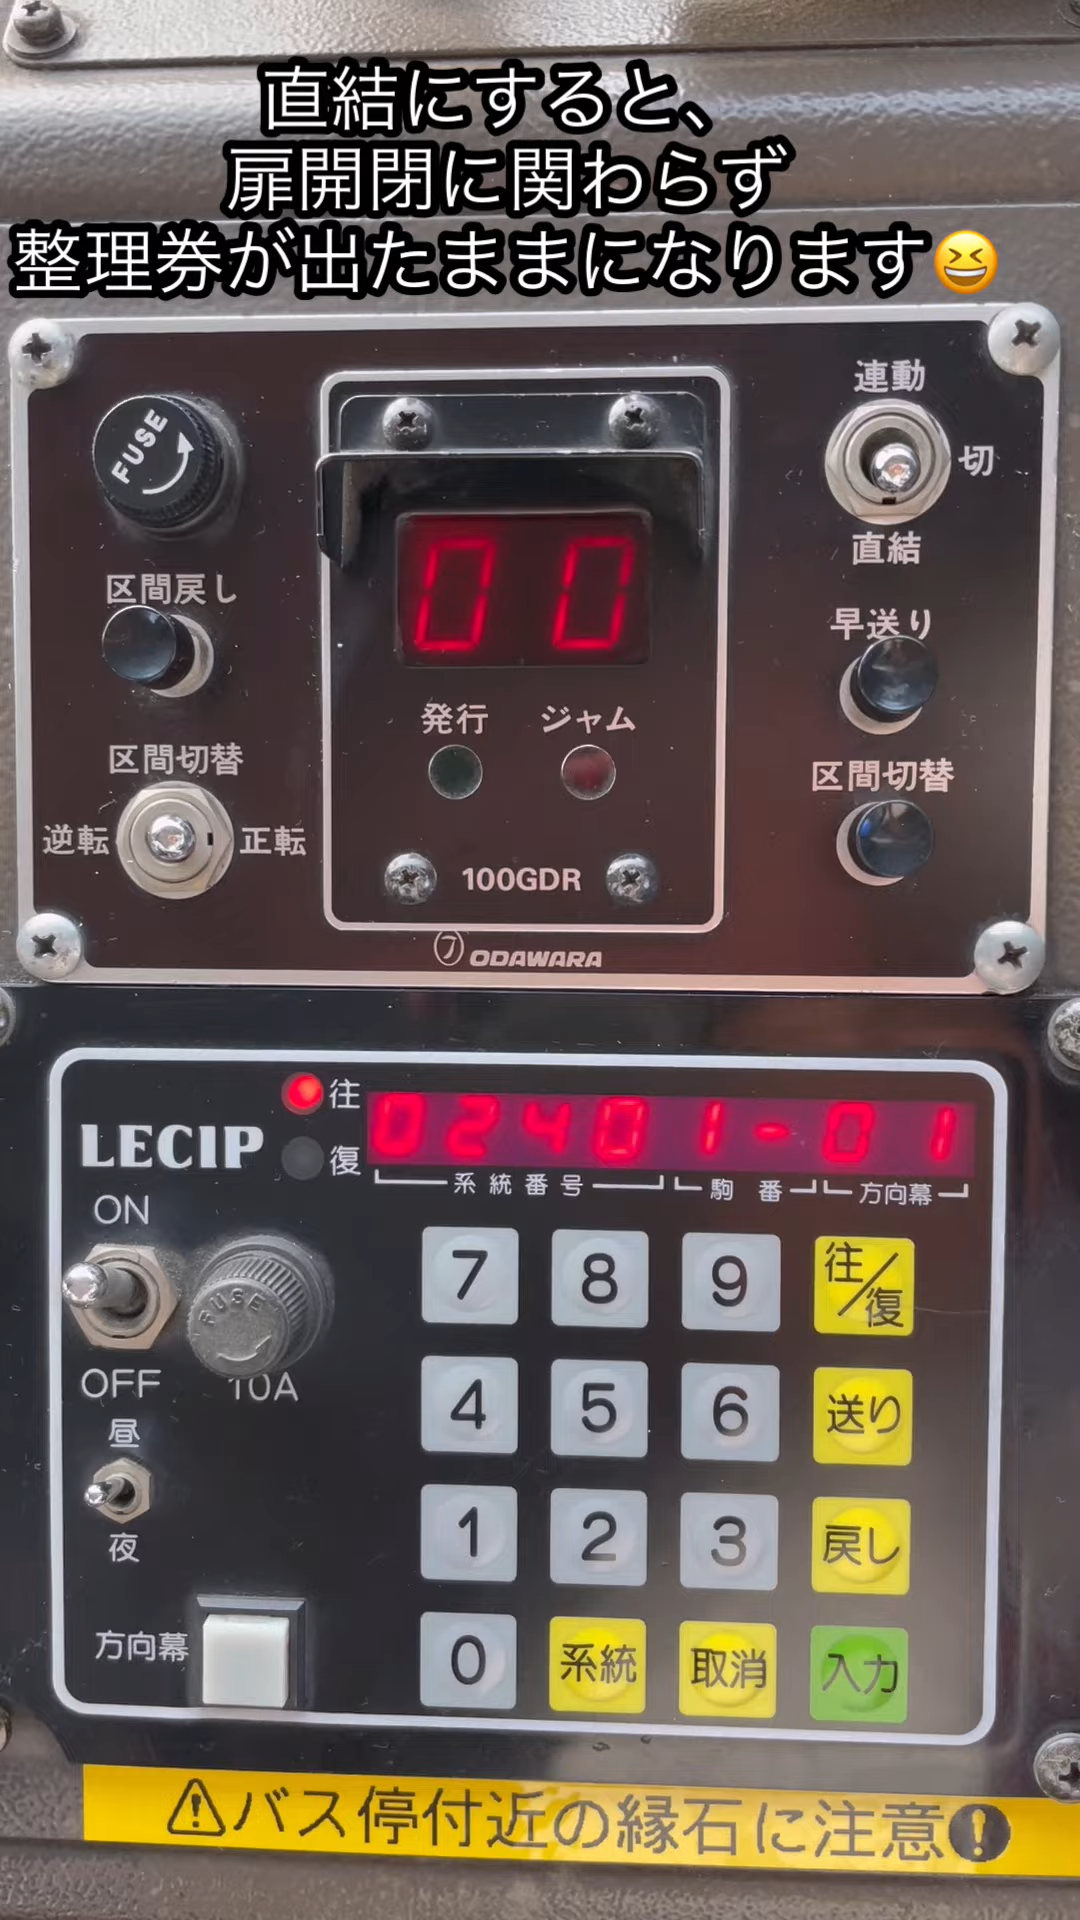 直結にすると、
扉開閉に関わらず
整理券が出たままになります😆
連動
切
直結
FUSE
区間戻し
00
早送り
発行 ジャム
区間切替
区間切替
逆転 正転
100GDR
⑦ ODAWARA
往
02401-01
LECIP
復
系統番号 駒番 方向幕
ON
7 8 9 往/復
FUSE
OFF 10A
4 5 6 送り
昼
夜
1 2 3 戻し
方向幕
0 系統 取消 入力
⚠バス停付近の縁石に注意!